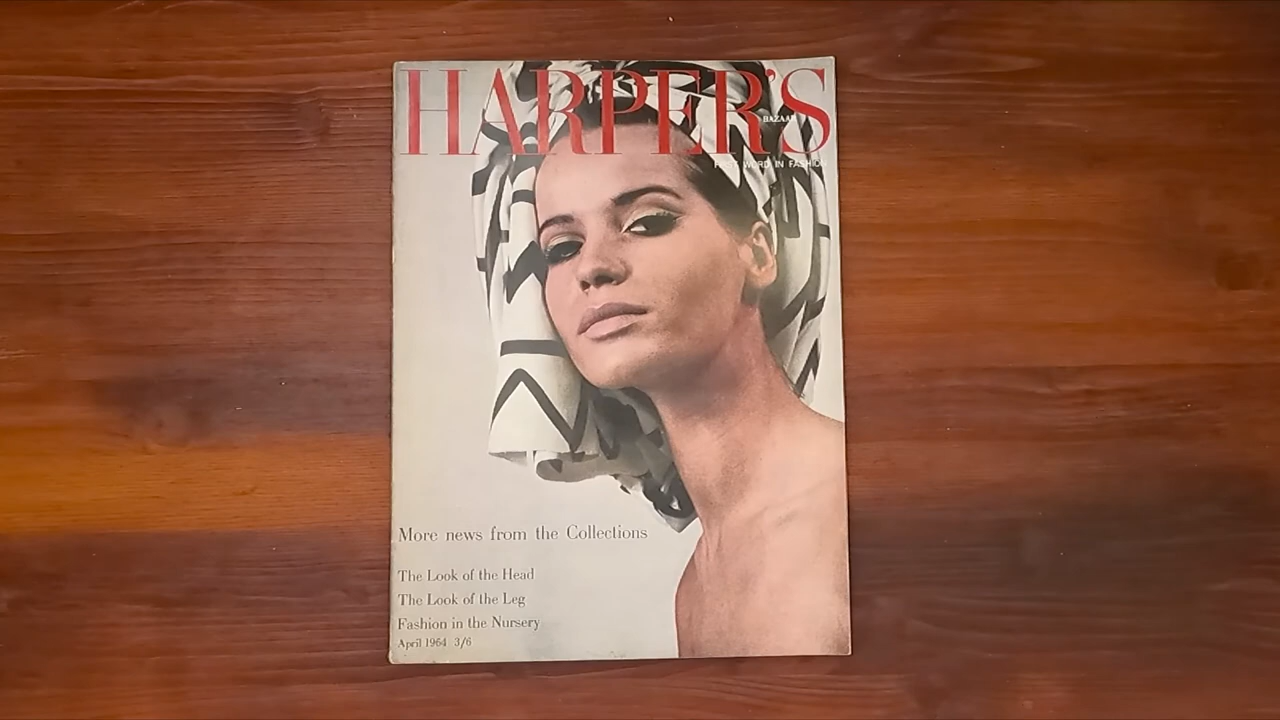 HARPER'S
BAZAAR
FIRST WORD IN FASHION
More news from the Collections
The Look of the Head
The Look of the Leg
Fashion in the Nursery
April 1964 3/6